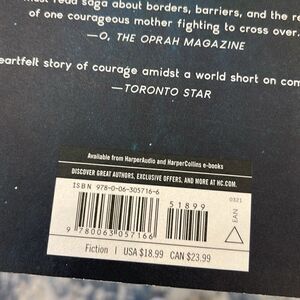 must read saga about borders, barriers, and the re
of one courageous mother fighting to cross over.
—O, THE OPRAH MAGAZINE
eartfelt story of courage amidst a world short on com
—TORONTO STAR
Available from HarperAudio and HarperCollins e-books
DISCOVER GREAT AUTHORS, EXCLUSIVE OFFERS, AND MORE AT HC.COM.
ISBN 978-0-06-305716-6
51899
0321
EAN
9 780063 057166
Fiction | USA $18.99 CAN $23.99